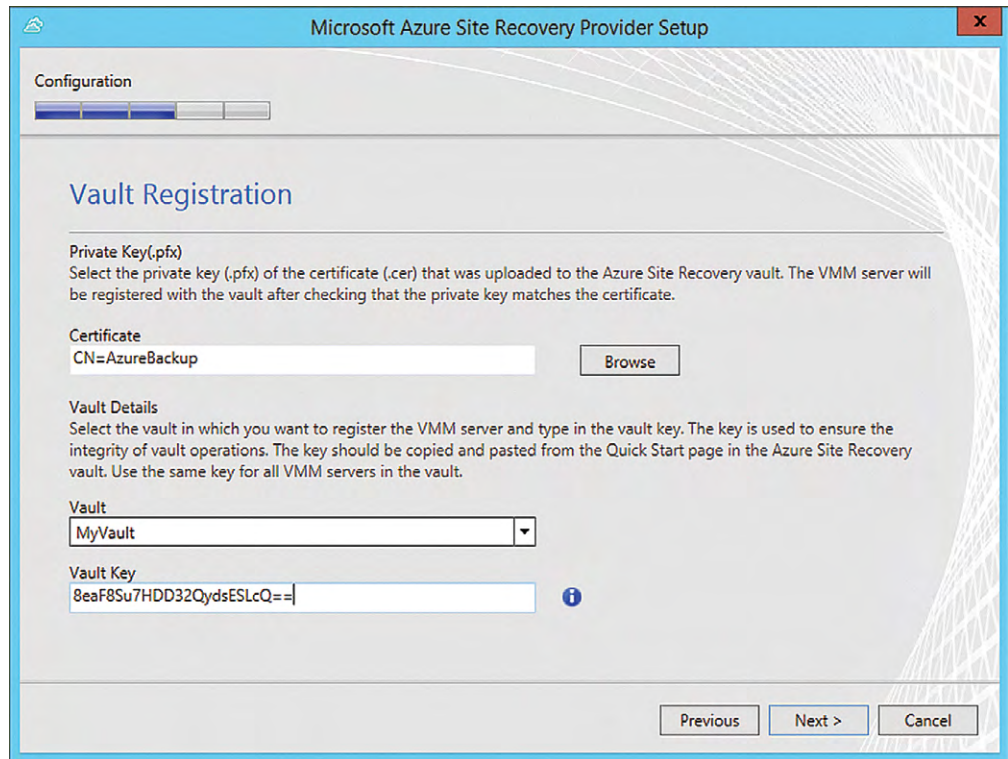 Microsoft Azure Site Recovery Provider Setup
x
Configuration
Vault Registration
Private Key(.pfx)
Select the private key (.pfx) of the certificate (.cer) that was uploaded to the Azure Site Recovery vault. The VMM server will
be registered with the vault after checking that the private key matches the certificate.
Certificate
CN=AzureBackup
Browse
Vault Details
Select the vault in which you want to register the VMM server and type in the vault key. The key is used to ensure the
integrity of vault operations. The key should be copied and pasted from the Quick Start page in the Azure Site Recovery
vault. Use the same key for all VMM servers in the vault.
Vault
MyVault
Vault Key
8eaF8Su7HDD32QydsESLcQ==
i
Previous Next > Cancel